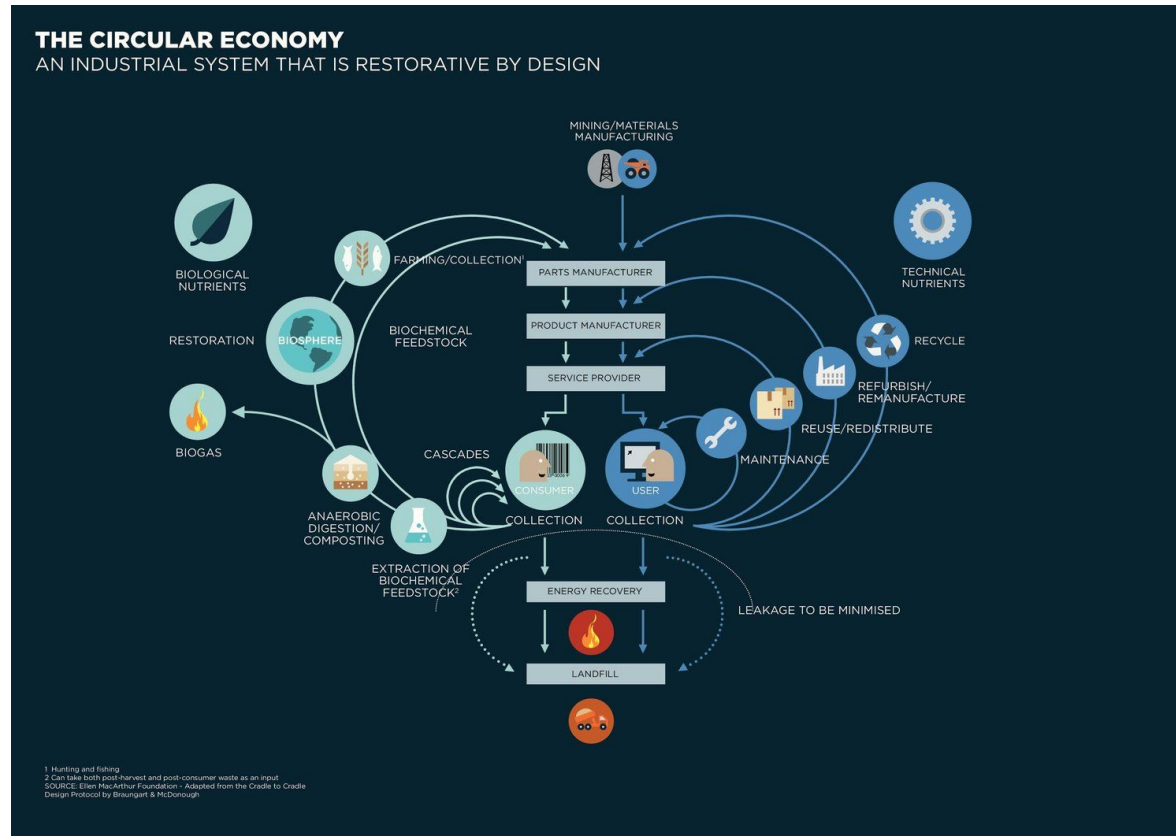 THE CIRCULAR ECONOMY
AN INDUSTRIAL SYSTEM THAT IS RESTORATIVE BY DESIGN
MINING/MATERIALS
MANUFACTURING
BIOLOGICAL
NUTRIENTS
TECHNICAL
NUTRIENTS
FARMING/COLLECTION¹
PARTS MANUFACTURER
BIOCHEMICAL
FEEDSTOCK
PRODUCT MANUFACTURER
RESTORATION
BIOSPHERE
RECYCLE
SERVICE PROVIDER
REFURBISH/
REMANUFACTURE
REUSE/REDISTRIBUTE
BIOGAS
CASCADES
MAINTENANCE
CONSUMER
USER
COLLECTION
COLLECTION
ANAEROBIC
DIGESTION/
COMPOSTING
EXTRACTION OF
BIOCHEMICAL
FEEDSTOCK²
ENERGY RECOVERY
LEAKAGE TO BE MINIMISED
LANDFILL
1 Hunting and fishing
2 Can take both post-harvest and post-consumer waste as an input
SOURCE: Ellen MacArthur Foundation - Adapted from the Cradle to Cradle
Design Protocol by Braungart & McDonough